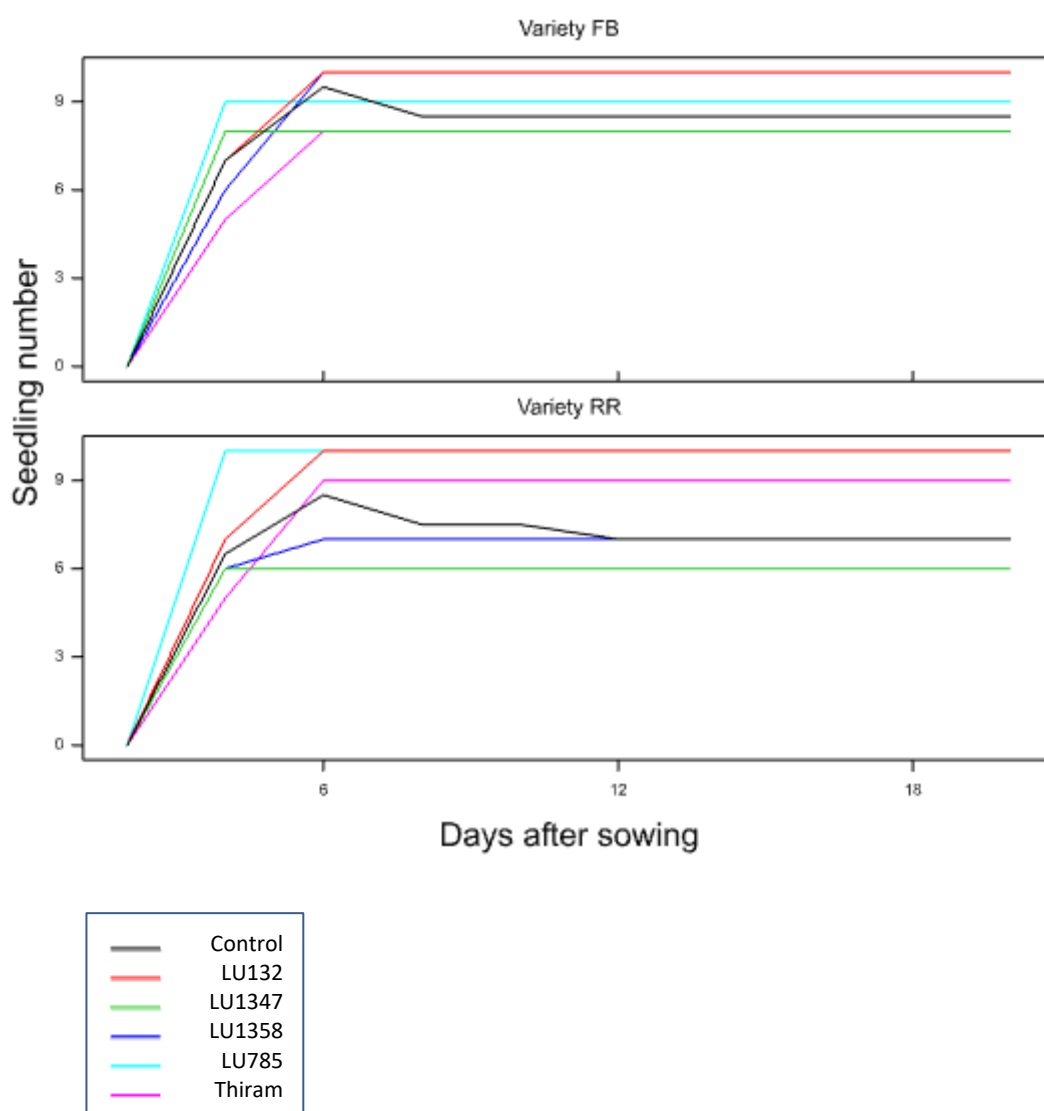 Variety FB
9
6
3
0
Seedling number
Variety RR
9
6
3
0
6 12 18
Days after sowing
Control
LU132
LU1347
LU1358
LU785
Thiram